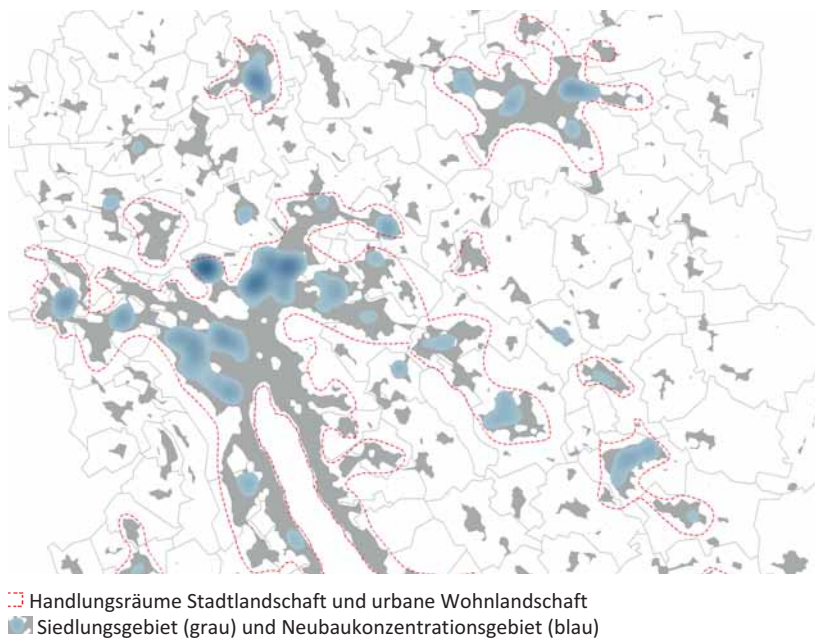 Handlungsräume Stadtlandschaft und urbane Wohnlandschaft
Siedlungsgebiet (grau) und Neubaukonzentrationsgebiet (blau)